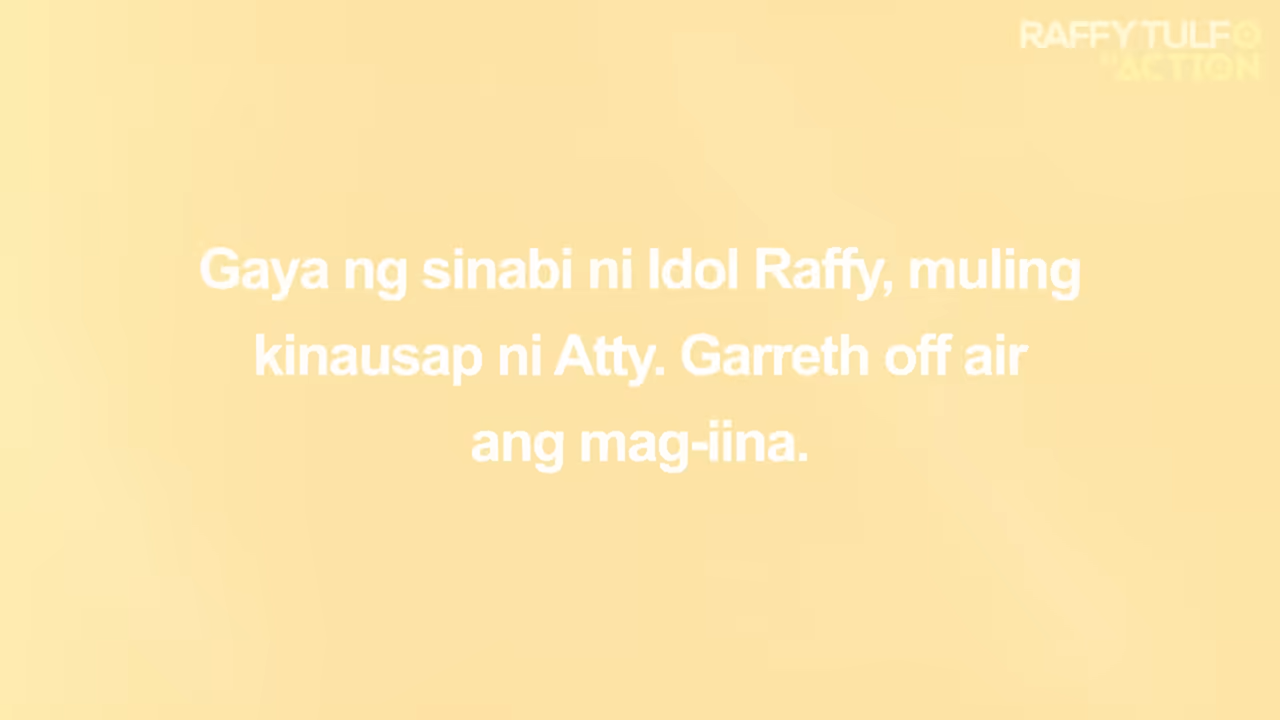 RAFFY TULFO
IN ACTION
Gaya ng sinabi ni Idol Raffy, muling
kinausap ni Atty. Garreth off air
ang mag-iina.